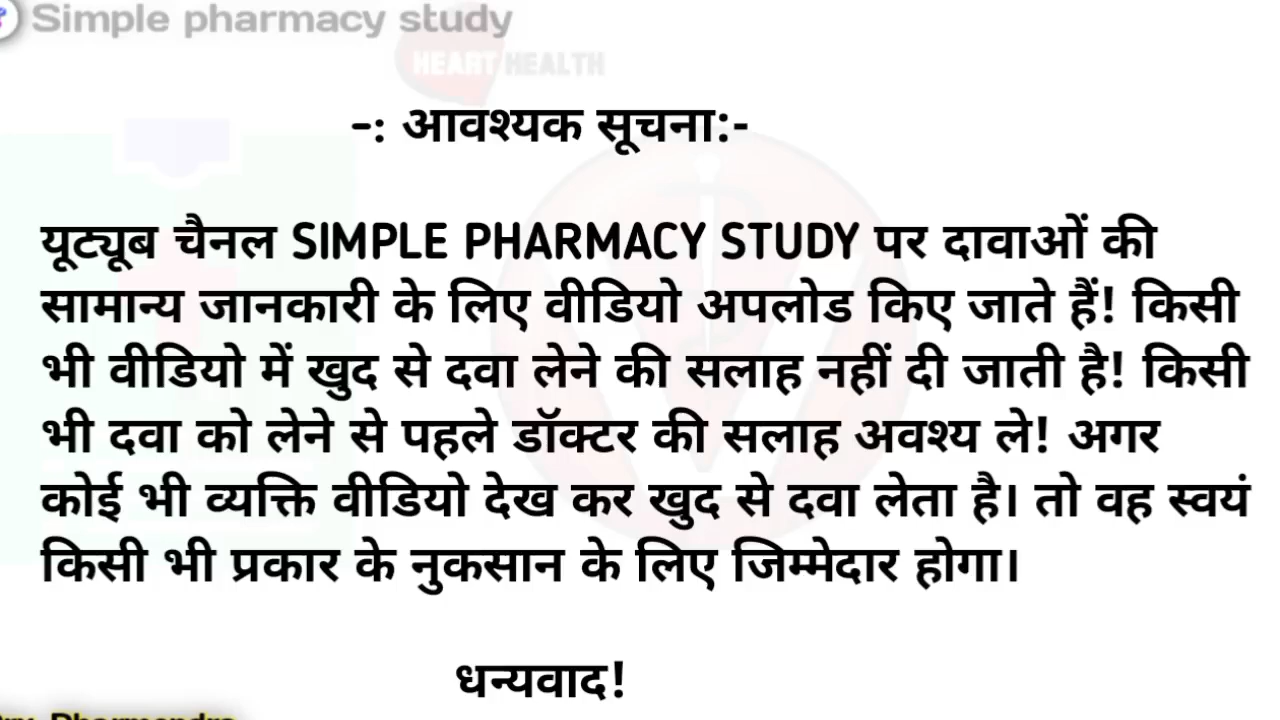 Simple pharmacy study
HEART HEALTH
-: आवश्यक सूचना:-
यूट्यूब चैनल SIMPLE PHARMACY STUDY पर दावाओं की
सामान्य जानकारी के लिए वीडियो अपलोड किए जाते हैं! किसी
भी वीडियो में खुद से दवा लेने की सलाह नहीं दी जाती है! किसी
भी दवा को लेने से पहले डॉक्टर की सलाह अवश्य ले! अगर
कोई भी व्यक्ति वीडियो देख कर खुद से दवा लेता है। तो वह स्वयं
किसी भी प्रकार के नुकसान के लिए जिम्मेदार होगा।
धन्यवाद!
Dharmendra